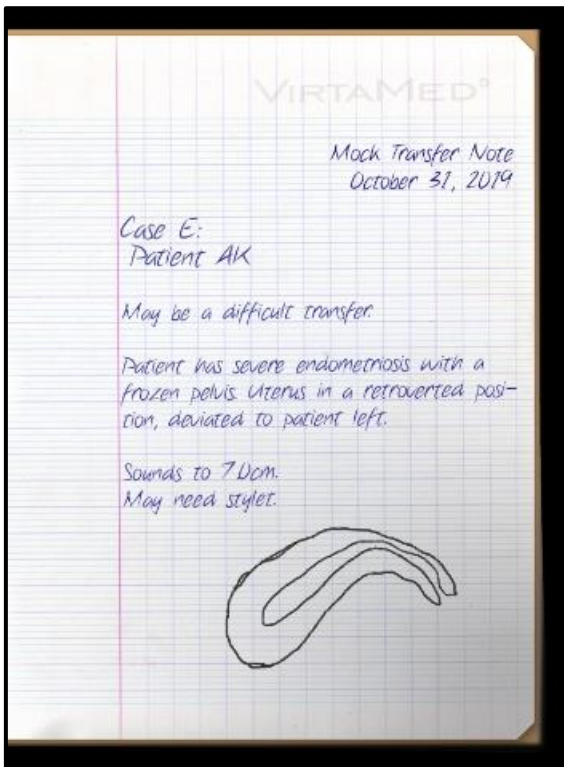 VIRTAMED
Mock Transfer Note
October 31, 2019
Case E:
Patient AK
May be a difficult transfer.
Patient has severe endometriosis with a
frozen pelvis. Uterus in a retroverted posi-
tion, deviated to patient left.
Sounds to 7.0cm.
May need stylet.